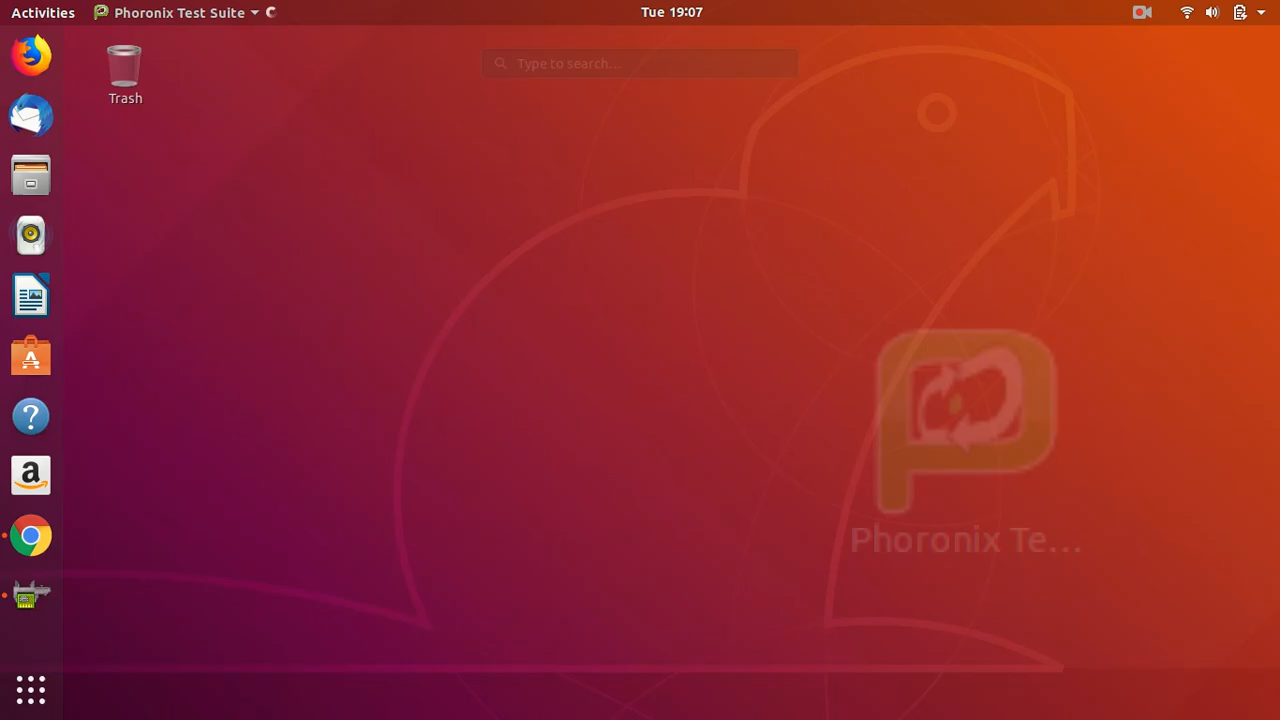 Activities
Phoronix Test Suite
Tue 19:07
Type to search...
Trash
Phoronix Te...